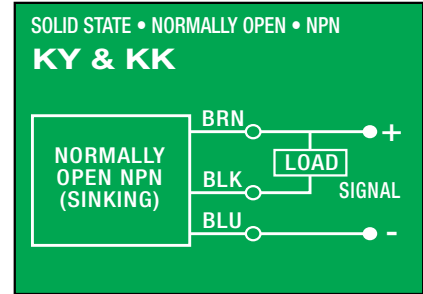 SOLID STATE • NORMALLY OPEN • NPN
KY & KK
BRN
+
NORMALLY
OPEN NPN
(SINKING)
LOAD
BLK
SIGNAL
BLU
-